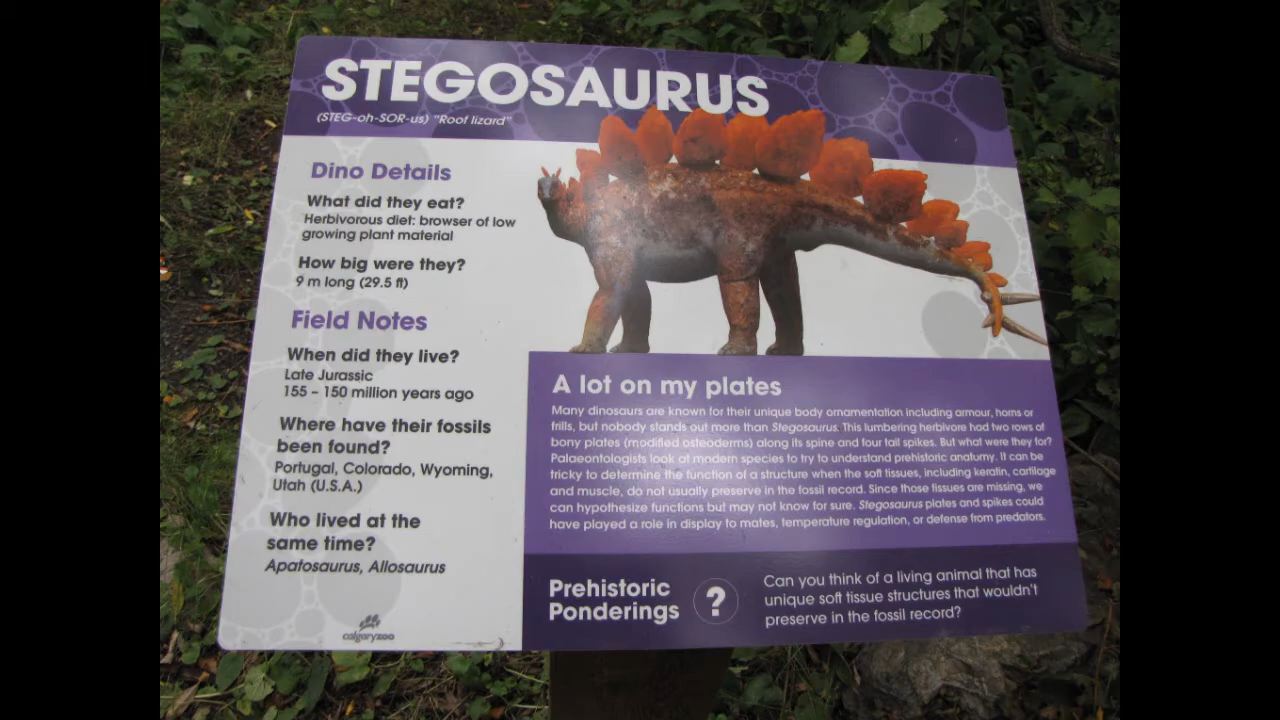 STEGOSAURUS
(STEG-oh-SOR-us) "Roof lizard"
Dino Details
What did they eat?
Herbivorous diet: browser of low
growing plant material
How big were they?
9 m long (29.5 ft)
Field Notes
When did they live?
Late Jurassic
155 – 150 million years ago
Where have their fossils
been found?
Portugal, Colorado, Wyoming,
Utah (U.S.A.)
Who lived at the
same time?
Apatosaurus, Allosaurus
calgaryzoo
A lot on my plates
Many dinosaurs are known for their unique body ornamentation including armour, horns or
frills, but nobody stands out more than Stegosaurus. This lumbering herbivore had two rows of
bony plates (modified osteoderms) along its spine and four tail spikes. But what were they for?
Palaeontologists look at modern species to try to understand prehistoric anatomy. It can be
tricky to determine the function of a structure when the soft tissues, including keratin, cartilage
and muscle, do not usually preserve in the fossil record. Since those tissues are missing, we
can hypothesize functions but may not know for sure. Stegosaurus plates and spikes could
have played a role in display to mates, temperature regulation, or defense from predators.
Prehistoric
Ponderings
?
Can you think of a living animal that has
unique soft tissue structures that wouldn't
preserve in the fossil record?